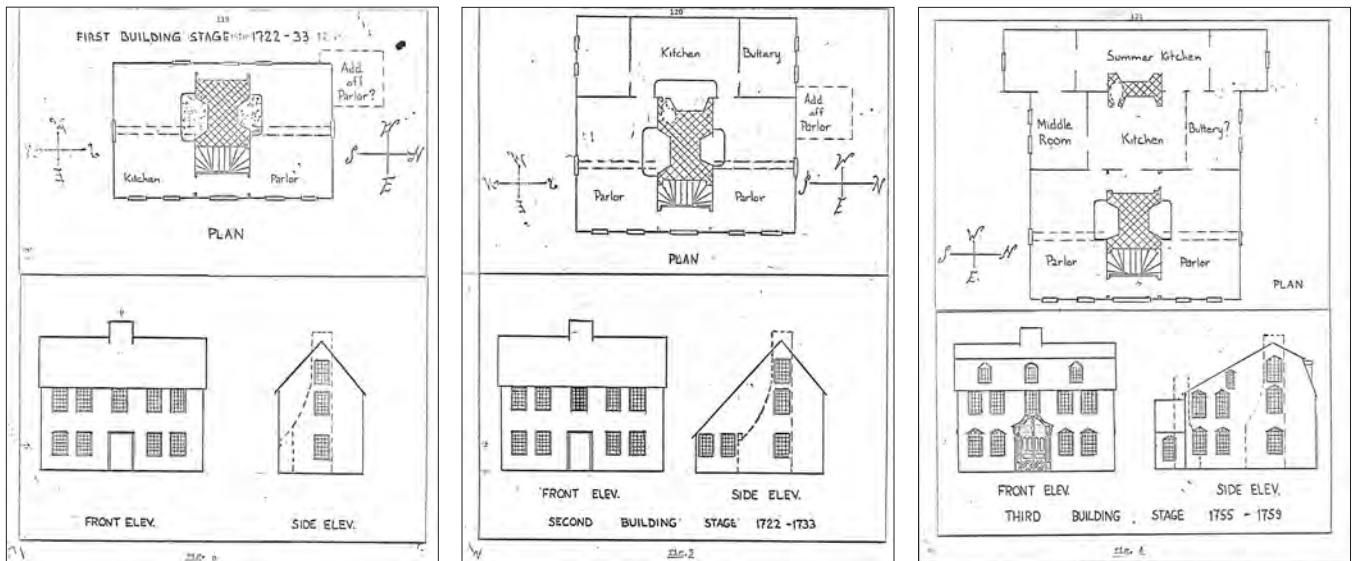 119
FIRST BUILDING STAGE 1722-33
Add
off
Parlor?
Kitchen
Parlor
W
S
N
E
PLAN
FRONT ELEV.
SIDE ELEV.
120
Kitchen
Buttery
Add
off
Parlor
Parlor
Parlor
W
S
N
E
PLAN
FRONT ELEV.
SIDE ELEV.
SECOND BUILDING STAGE 1722-1733
121
Summer Kitchen
Middle
Room
Kitchen
Buttery?
W
S
N
E
Parlor
Parlor
PLAN
FRONT ELEV.
SIDE ELEV.
THIRD BUILDING STAGE 1755 - 1759